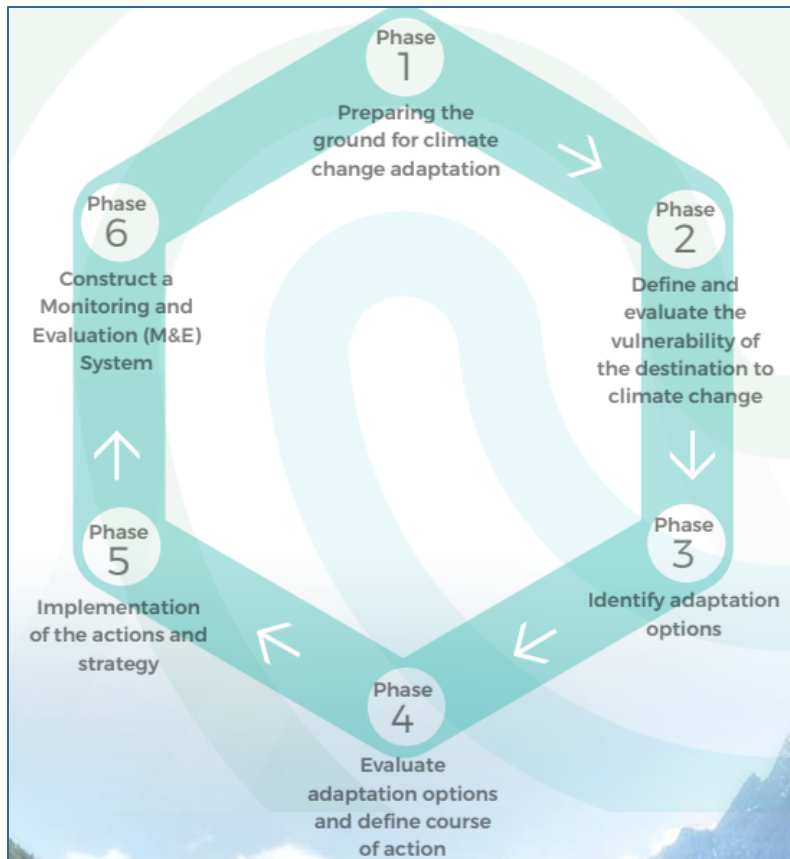 Phase
1
Preparing the
ground for climate
change adaptation
Phase
2
Define and
evaluate the
vulnerability of
the destination to
climate change
Phase
3
Identify adaptation
options
Phase
4
Evaluate
adaptation options
and define course
of action
Phase
5
Implementation
of the actions and
strategy
Phase
6
Construct a
Monitoring and
Evaluation (M&E)
System